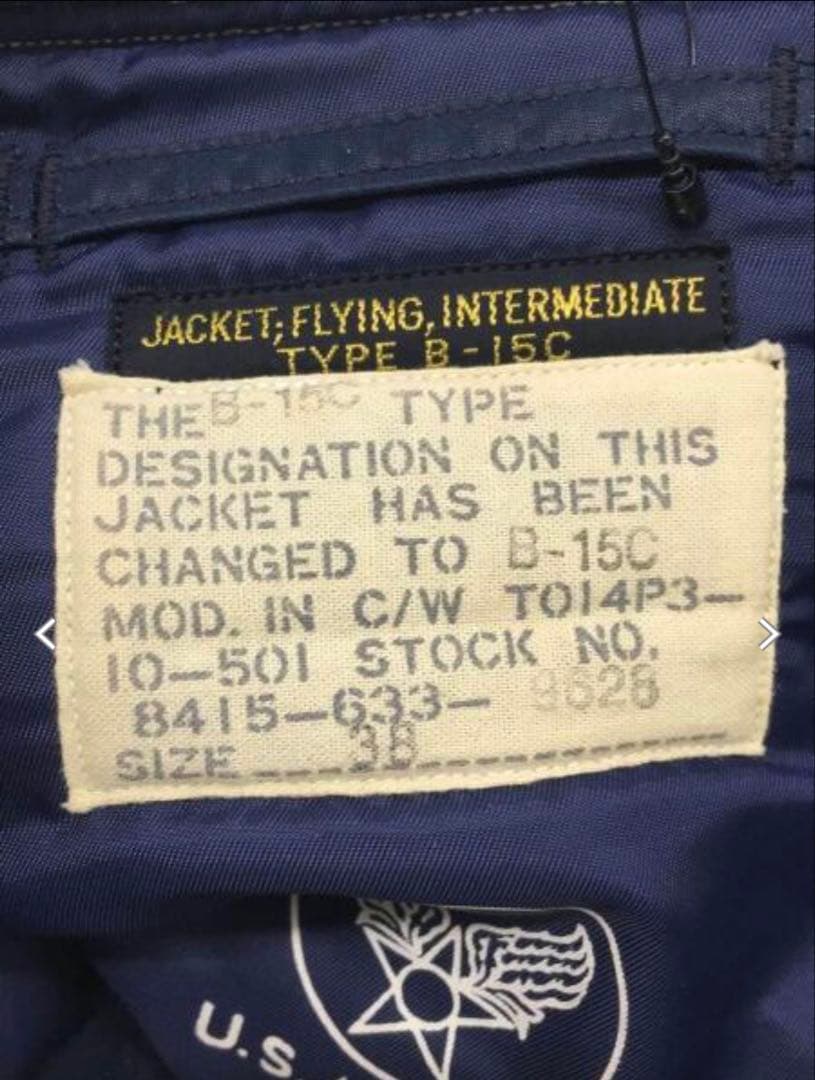 JACKET; FLYING, INTERMEDIATE
TYPE B-15C
THE B-15C TYPE
DESIGNATION ON THIS
JACKET HAS BEEN
CHANGED TO B-15C
MOD. IN C/W TO14P3—
10—501 STOCK NO.
8415—633— 9628
SIZE 38
U.S.